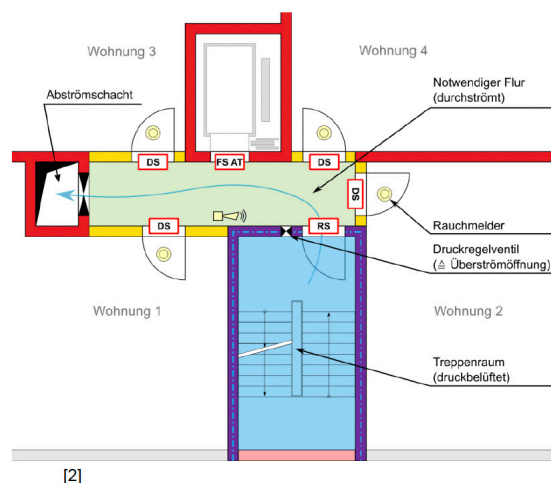 Wohnung 3
Wohnung 4
Abströmschacht
Notwendiger Flur
(durchströmt)
DS
FS AT
DS
DS
DS
RS
Rauchmelder
Druckregelventil
(≙ Überströmöffnung)
Wohnung 1
Wohnung 2
Treppenraum
(druckbelüftet)
[2]